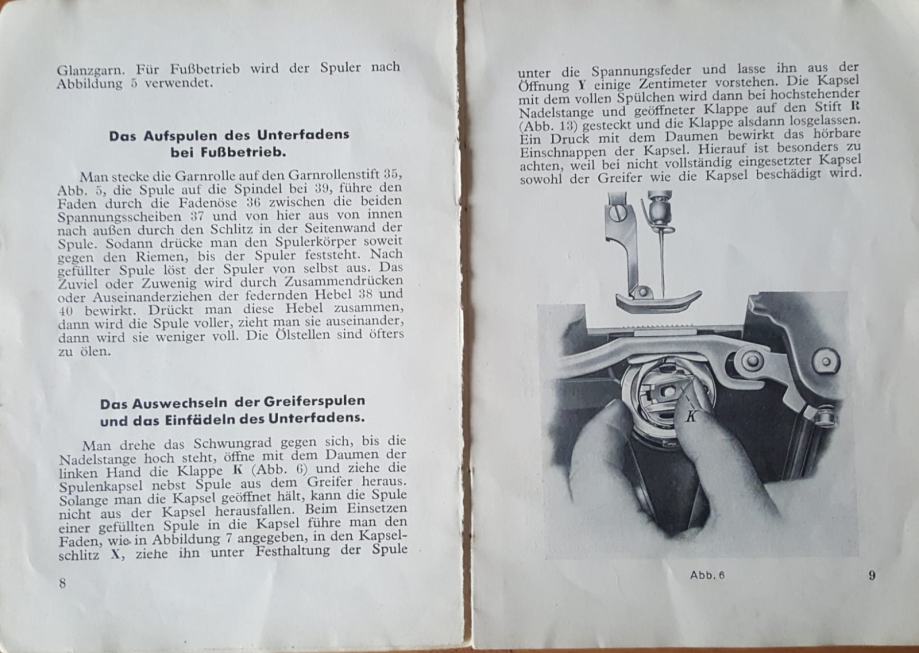 Glanzgarn. Für Fußbetrieb wird der Spuler nach
Abbildung 5 verwendet.
Das Aufspulen des Unterfadens
bei Fußbetrieb.
Man stecke die Garnrolle auf den Garnrollenstift 35,
Abb. 5, die Spule auf die Spindel bei 39, führe den
Faden durch die Fadenöse 36 zwischen die beiden
Spannungsscheiben 37 und von hier aus von innen
nach außen durch den Schlitz in der Seitenwand der
Spule. Sodann drücke man den Spulerkörper soweit
gegen den Riemen, bis der Spuler feststeht. Nach
gefüllter Spule löst der Spuler von selbst aus. Das
Zuviel oder Zuwenig wird durch Zusammendrücken
oder Auseinanderziehen der federnden Hebel 38 und
40 bewirkt. Drückt man diese Hebel zusammen,
dann wird die Spule voller, zieht man sie auseinander,
dann wird sie weniger voll. Die Ölstellen sind öfters
zu ölen.
Das Auswechseln der Greiferspulen
und das Einfädeln des Unterfadens.
Man drehe das Schwungrad gegen sich, bis die
Nadelstange hoch steht, öffne mit dem Daumen der
linken Hand die Klappe K (Abb. 6) und ziehe die
Spulenkapsel nebst Spule aus dem Greifer heraus.
Solange man die Kapsel geöffnet hält, kann die Spule
nicht aus der Kapsel herausfallen. Beim Einsetzen
einer gefüllten Spule in die Kapsel führe man den
Faden, wie in Abbildung 7 angegeben, in den Kapsel-
schlitz X, ziehe ihn unter Festhaltung der Spule
8
unter die Spannungsfeder und lasse ihn aus der
Öffnung Y einige Zentimeter vorstehen. Die Kapsel
mit dem vollen Spülchen wird dann bei hochstehender
Nadelstange und geöffneter Klappe auf den Stift R
(Abb. 13) gesteckt und die Klappe alsdann losgelassen.
Ein Druck mit dem Daumen bewirkt das hörbare
Einschnappen der Kapsel. Hierauf ist besonders zu
achten, weil bei nicht vollständig eingesetzter Kapsel
sowohl der Greifer wie die Kapsel beschädigt wird.
K
Abb. 6
9